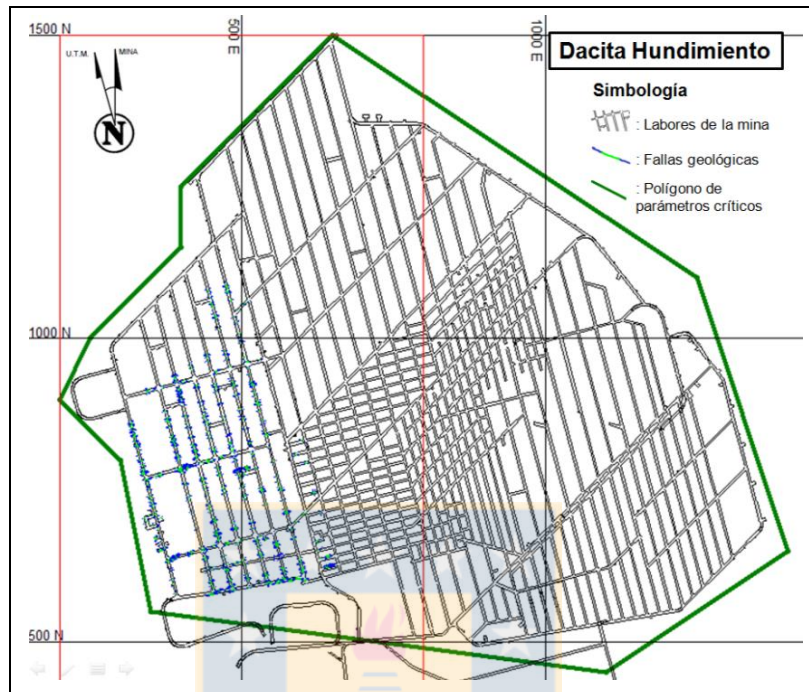 1500 N
500 E
1000 E
Dacita Hundimiento
U.T.M.
MINA
N
Simbología
: Labores de la mina
: Fallas geológicas
: Polígono de
parámetros críticos
1000 N
500 N